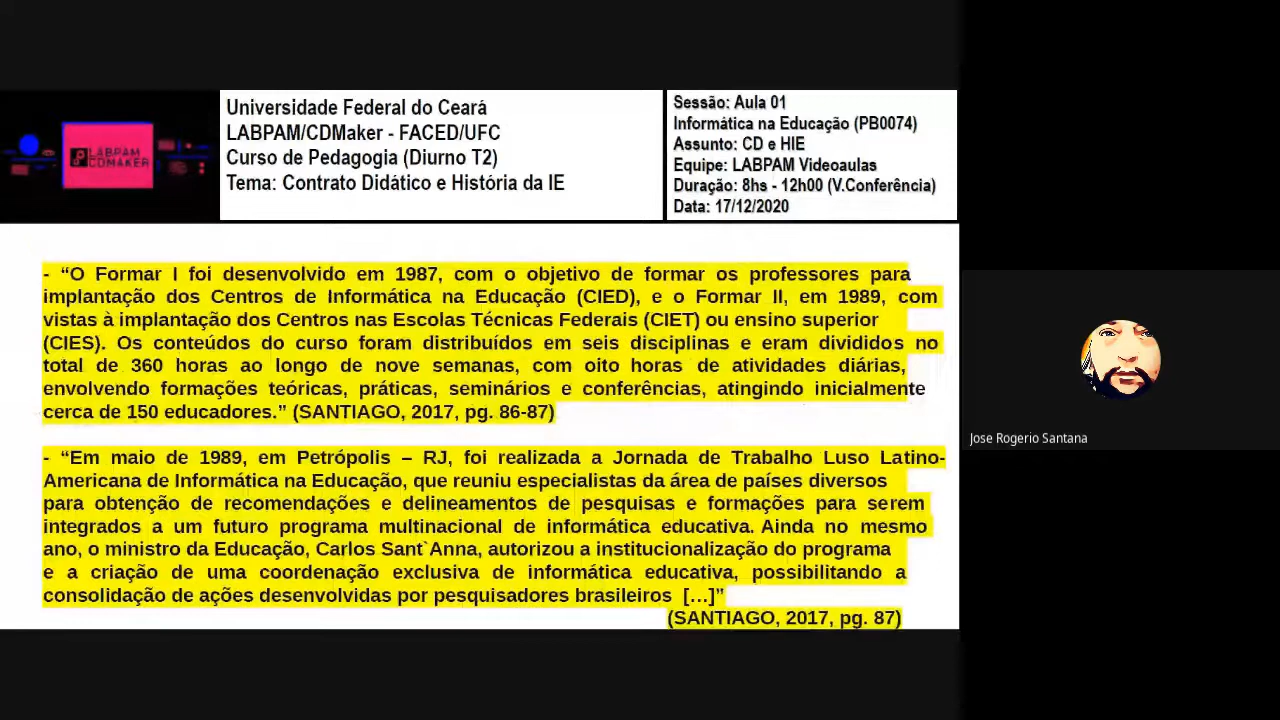 LABPAM
CDMAKER
Universidade Federal do Ceará
LABPAM/CDMaker - FACED/UFC
Curso de Pedagogia (Diurno T2)
Tema: Contrato Didático e História da IE
Sessão: Aula 01
Informática na Educação (PB0074)
Assunto: CD e HIE
Equipe: LABPAM Videoaulas
Duração: 8hs - 12h00 (V.Conferência)
Data: 17/12/2020
- “O Formar I foi desenvolvido em 1987, com o objetivo de formar os professores para
implantação dos Centros de Informática na Educação (CIED), e o Formar II, em 1989, com
vistas à implantação dos Centros nas Escolas Técnicas Federais (CIET) ou ensino superior
(CIES). Os conteúdos do curso foram distribuídos em seis disciplinas e eram divididos no
total de 360 horas ao longo de nove semanas, com oito horas de atividades diárias,
envolvendo formações teóricas, práticas, seminários e conferências, atingindo inicialmente
cerca de 150 educadores.” (SANTIAGO, 2017, pg. 86-87)
- “Em maio de 1989, em Petrópolis – RJ, foi realizada a Jornada de Trabalho Luso Latino-
Americana de Informática na Educação, que reuniu especialistas da área de países diversos
para obtenção de recomendações e delineamentos de pesquisas e formações para serem
integrados a um futuro programa multinacional de informática educativa. Ainda no mesmo
ano, o ministro da Educação, Carlos Sant`Anna, autorizou a institucionalização do programa
e a criação de uma coordenação exclusiva de informática educativa, possibilitando a
consolidação de ações desenvolvidas por pesquisadores brasileiros [...]”
(SANTIAGO, 2017, pg. 87)
Jose Rogerio Santana